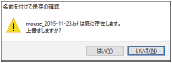 名前を付けて保存の確認
mouse_2015-11-23.txt は既に存在します。
上書きしますか?
はい(Y)
いいえ(N)